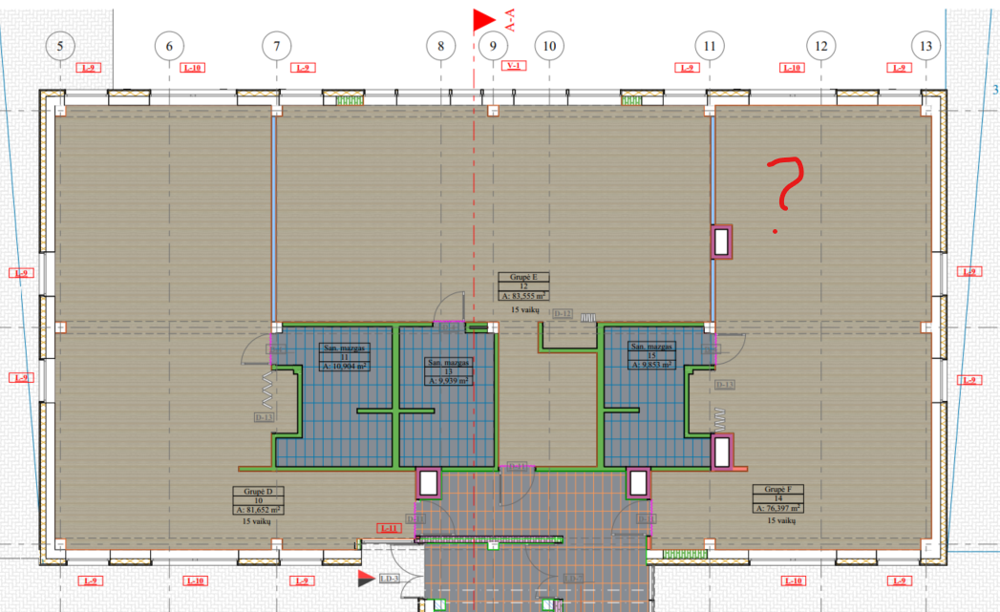 A-A
5 6 7 8 9 10 11 12 13
L-9 L-10 L-9 V-1 L-9 L-10 L-9
3
?
L-9 L-9
Grupė E
12
A: 83,555 m²
15 vaikų
D-12
San. mazgas
11
A: 10,904 m²
San. mazgas
13
A: 9,939 m²
San. mazgas
15
A: 9,853 m²
L-9 L-9
D-13 D-13
Grupė D
10
A: 81,652 m²
15 vaikų
Grupė F
14
A: 76,397 m²
15 vaikų
L-11
LD-3
L-9 L-10 L-9 L-10 L-9